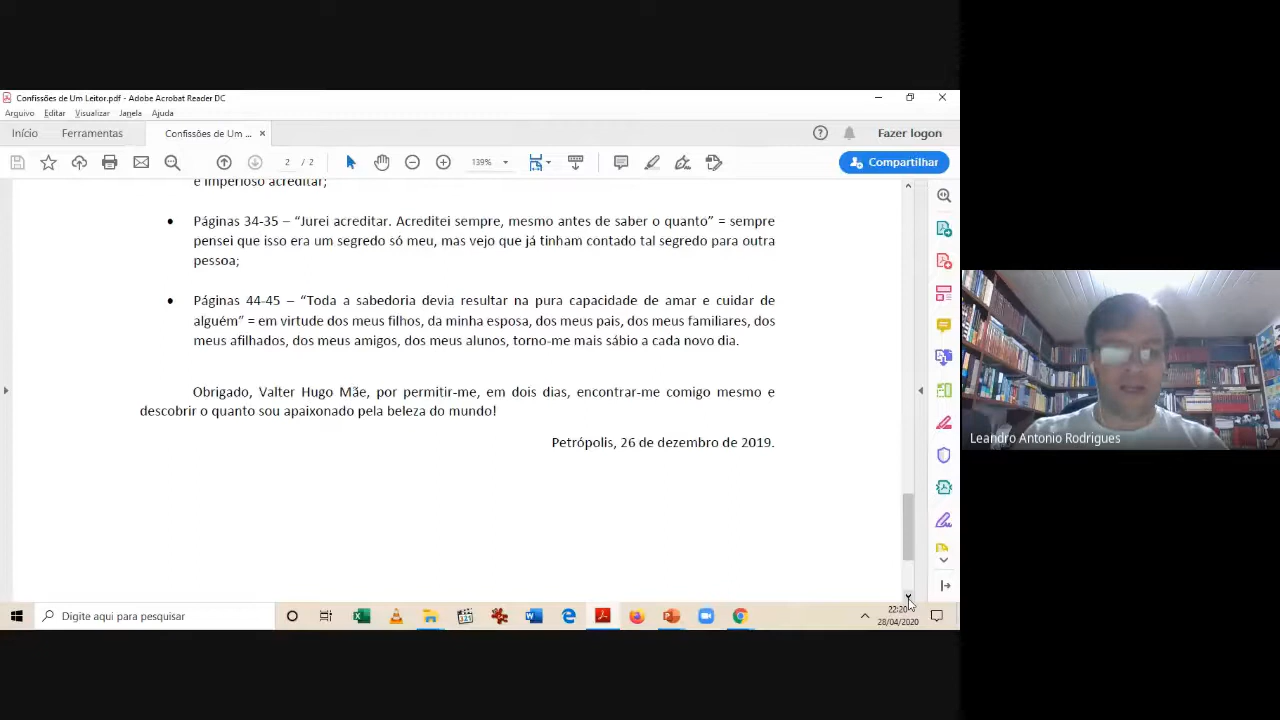 Confissões de Um Leitor.pdf - Adobe Acrobat Reader DC
Arquivo Editar Visualizar Janela Ajuda
Início Ferramentas Confissões de Um ... × Fazer logon
2 / 2 139% Compartilhar
é imperioso acreditar;
• Páginas 34-35 – “Jurei acreditar. Acreditei sempre, mesmo antes de saber o quanto” = sempre
pensei que isso era um segredo só meu, mas vejo que já tinham contado tal segredo para outra
pessoa;
• Páginas 44-45 – “Toda a sabedoria devia resultar na pura capacidade de amar e cuidar de
alguém” = em virtude dos meus filhos, da minha esposa, dos meus pais, dos meus familiares, dos
meus afilhados, dos meus amigos, dos meus alunos, torno-me mais sábio a cada novo dia.
Obrigado, Valter Hugo Mãe, por permitir-me, em dois dias, encontrar-me comigo mesmo e
descobrir o quanto sou apaixonado pela beleza do mundo!
Petrópolis, 26 de dezembro de 2019.
Leandro Antonio Rodrigues
Digite aqui para pesquisar
22:20
28/04/2020